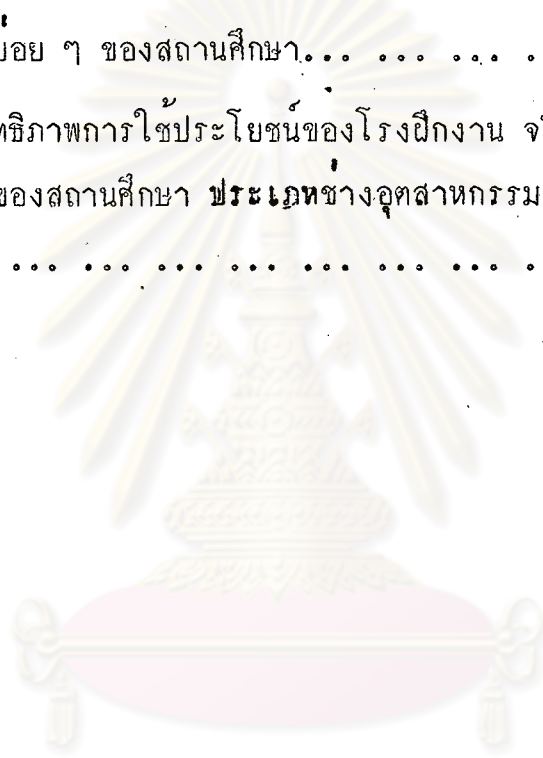 ย่อย ๆ ของสถานศึกษา... ... ... .
ทธิภาพการใช้ประโยชน์ของโรงฝึกงาน จ
ของสถานศึกษา ประเภทช่างอุตสาหกรรม
... ... ... ... ... ... ... .